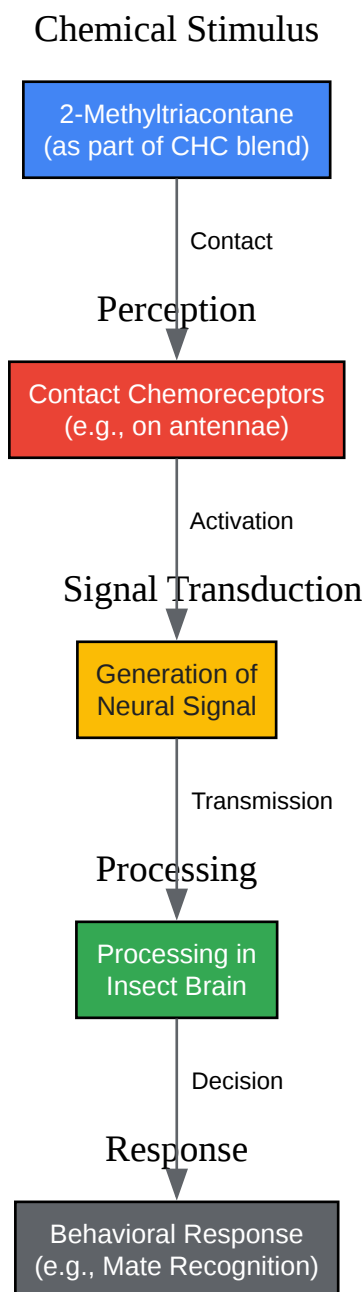 Chemical Stimulus
2-Methyltriacontane
(as part of CHC blend)
Contact
Perception
Contact Chemoreceptors
(e.g., on antennae)
Activation
Signal Transduction
Generation of
Neural Signal
Transmission
Processing
Processing in
Insect Brain
Decision
Response
Behavioral Response
(e.g., Mate Recognition)